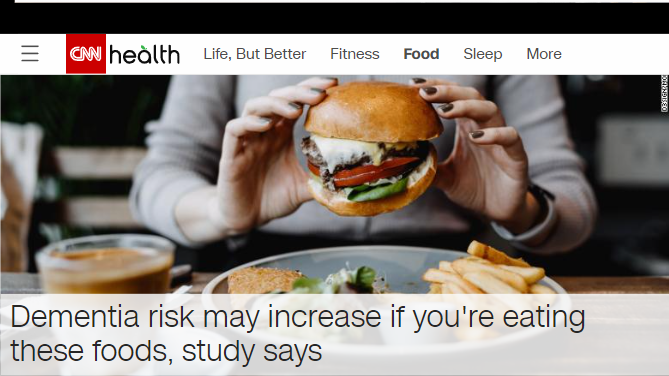 CNN health Life, But Better Fitness Food Sleep More
Dementia risk may increase if you're eating
these foods, study says